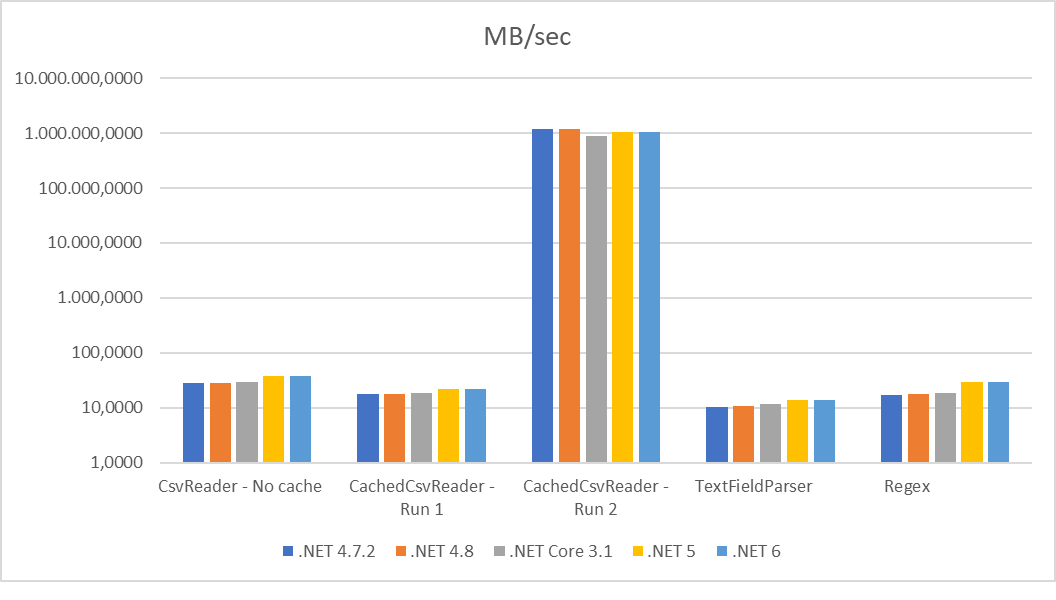 MB/sec
10.000.000,0000
1.000.000,0000
100.000,0000
10.000,0000
1.000,0000
100,0000
10,0000
1,0000
CsvReader - No cache
CachedCsvReader -
Run 1
CachedCsvReader -
Run 2
TextFieldParser
Regex
.NET 4.7.2
.NET 4.8
.NET Core 3.1
.NET 5
.NET 6